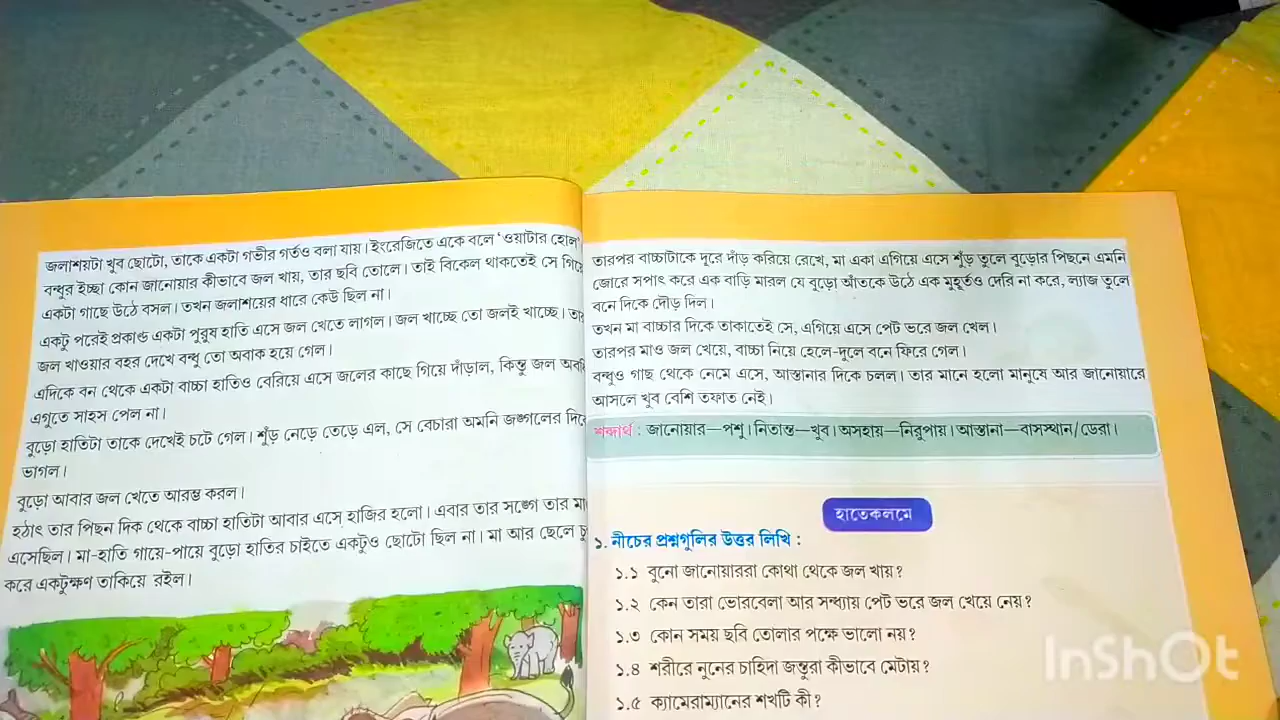 জলাশয়টা খুব ছোটো, তাকে একটা গভীর গর্তও বলা যায়। ইংরেজিতে একে বলে ‘ওয়াটার হোল’
বন্ধুর ইচ্ছা কোন জানোয়ার কীভাবে জল খায়, তার ছবি তোলে। তাই বিকেল থাকতেই সে গিয়ে
একটা গাছে উঠে বসল। তখন জলাশয়ের ধারে কেউ ছিল না।
একটু পরেই প্রকাণ্ড একটা পুরুষ হাতি এসে জল খেতে লাগল। জল খাচ্ছে তো জলই খাচ্ছে।
জল খাওয়ার বহর দেখে বন্ধু তো অবাক হয়ে গেল।
এদিকে বন থেকে একটা বাচ্চা হাতিও বেরিয়ে এসে জলের কাছে গিয়ে দাঁড়াল, কিন্তু জল
এগুতে সাহস পেল না।
বুড়ো হাতিটা তাকে দেখেই চটে গেল। শুঁড় নেড়ে তেড়ে এল, সে বেচারা অমনি জঙ্গলের
ভাগল।
বুড়ো আবার জল খেতে আরম্ভ করল।
হঠাৎ তার পিছন দিক থেকে বাচ্চা হাতিটা আবার এসে হাজির হলো। এবার তার সঙ্গে তার মা
এসেছিল। মা-হাতি গায়ে-পায়ে বুড়ো হাতির চাইতে একটুও ছোটো ছিল না। মা আর ছেলে
করে একটুক্ষণ তাকিয়ে রইল।
তারপর বাচ্চাটাকে দূরে দাঁড় করিয়ে রেখে, মা একা এগিয়ে এসে শুঁড় তুলে বুড়োর পিছনে এমনি
জোরে সপাৎ করে এক বাড়ি মারল যে বুড়ো আঁতকে উঠে এক মুহূর্তও দেরি না করে, ল্যাজ তুলে
বনে দিকে দৌড় দিল।
তখন মা বাচ্চার দিকে তাকাতেই সে, এগিয়ে এসে পেট ভরে জল খেল।
তারপর মাও জল খেয়ে, বাচ্চা নিয়ে হেলে-দুলে বনে ফিরে গেল।
বন্ধুও গাছ থেকে নেমে এসে, আস্তানার দিকে চলল। তার মানে হলো মানুষে আর জানোয়ারে
আসলে খুব বেশি তফাত নেই।
শব্দার্থ : জানোয়ার—পশু। নিতান্ত—খুব। অসহায়—নিরুপায়। আস্তানা—বাসস্থান/ডেরা।
হাতেকলমে
১. নীচের প্রশ্নগুলির উত্তর লিখি :
১.১ বুনো জানোয়াররা কোথা থেকে জল খায়?
১.২ কেন তারা ভোরবেলা আর সন্ধ্যায় পেট ভরে জল খেয়ে নেয়?
১.৩ কোন সময় ছবি তোলার পক্ষে ভালো নয়?
১.৪ শরীরে নুনের চাহিদা জন্তুরা কীভাবে মেটায়?
১.৫ ক্যামেরাম্যানের শখটি কী?
InShOt